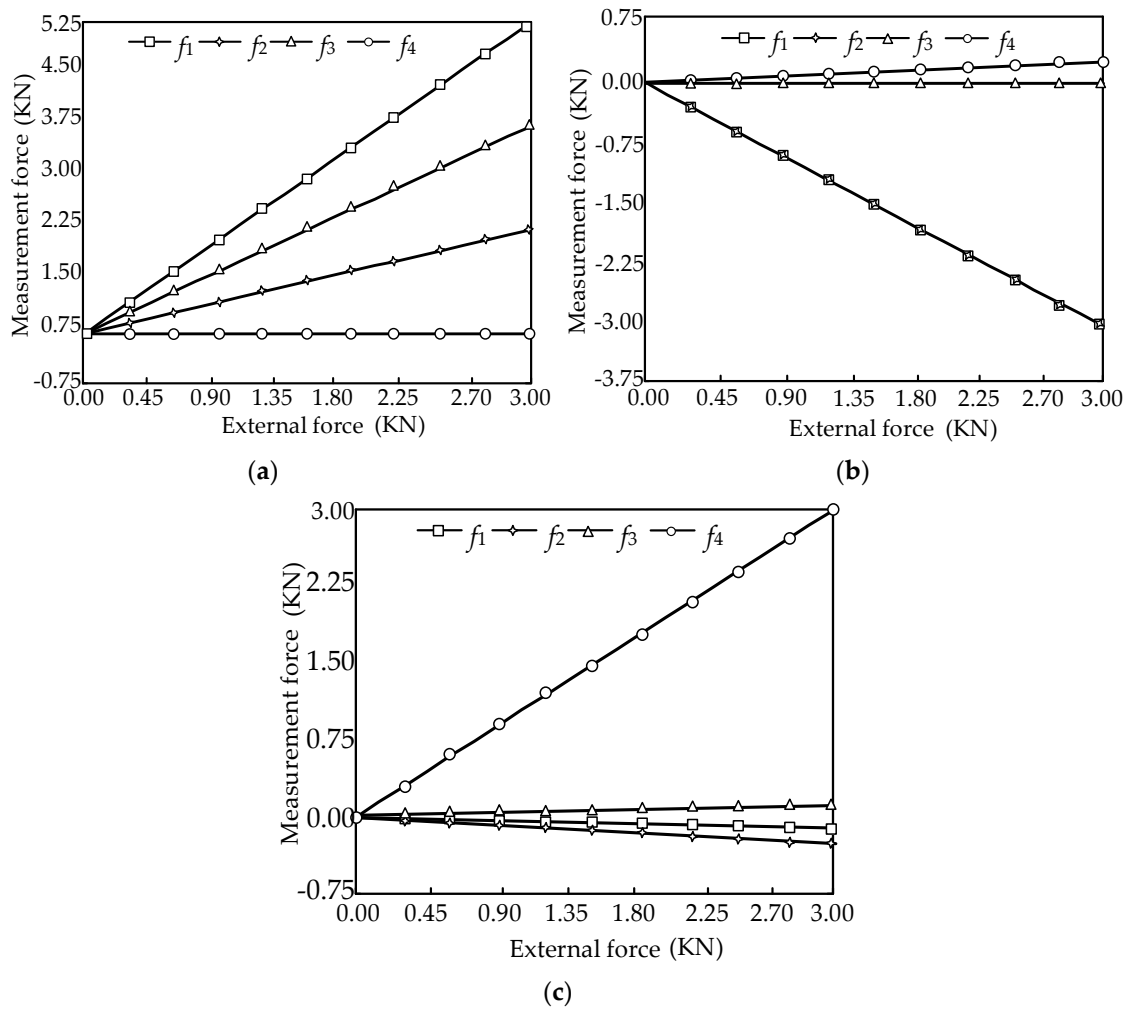 5.25
4.50
3.75
3.00
2.25
1.50
0.75
-0.75
Measurement force (KN)
f1 f2 f3 f4
0.00 0.45 0.90 1.35 1.80 2.25 2.70 3.00
External force (KN)
(a)
0.75
0.00
-0.75
-1.50
-2.25
-3.00
-3.75
Measurement force (KN)
f1 f2 f3 f4
0.00 0.45 0.90 1.35 1.80 2.25 2.70 3.00
External force (KN)
(b)
3.00
2.25
1.50
0.75
0.00
-0.75
Measurement force (KN)
f1 f2 f3 f4
0.00 0.45 0.90 1.35 1.80 2.25 2.70 3.00
External force (KN)
(c)